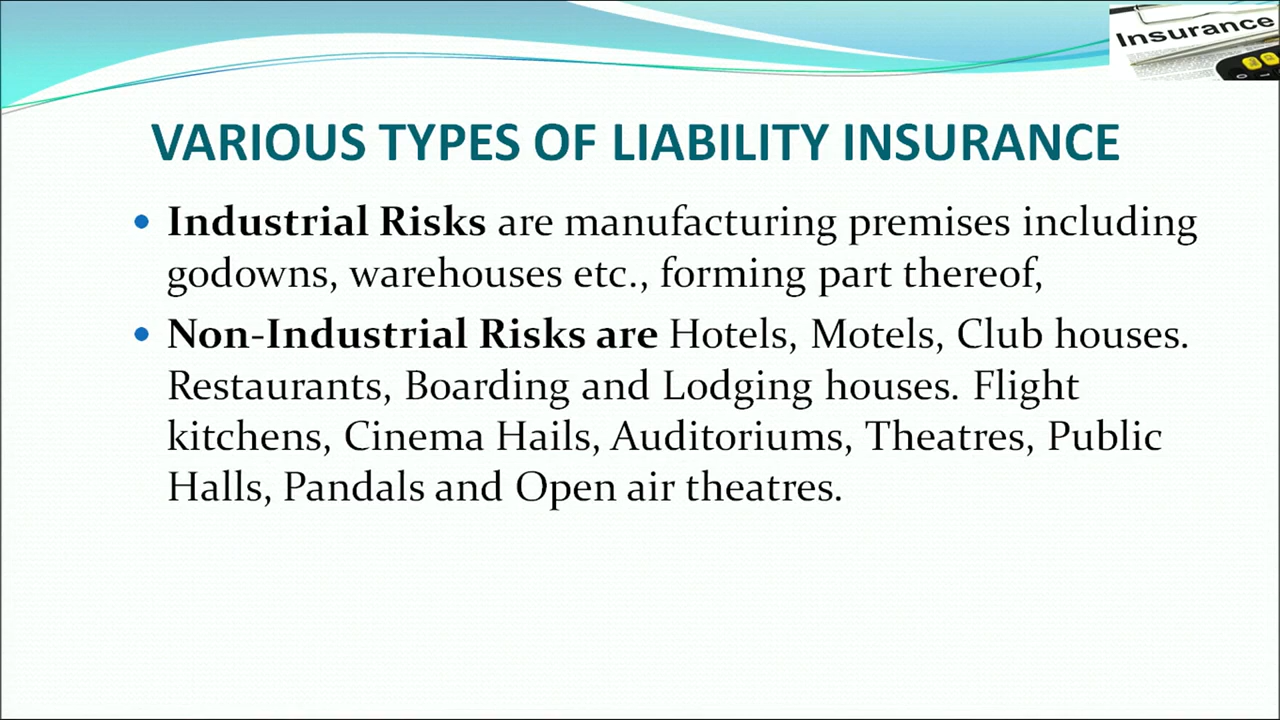 Insurance
VARIOUS TYPES OF LIABILITY INSURANCE
Industrial Risks are manufacturing premises including
godowns, warehouses etc., forming part thereof,
Non-Industrial Risks are Hotels, Motels, Club houses.
Restaurants, Boarding and Lodging houses. Flight
kitchens, Cinema Hails, Auditoriums, Theatres, Public
Halls, Pandals and Open air theatres.